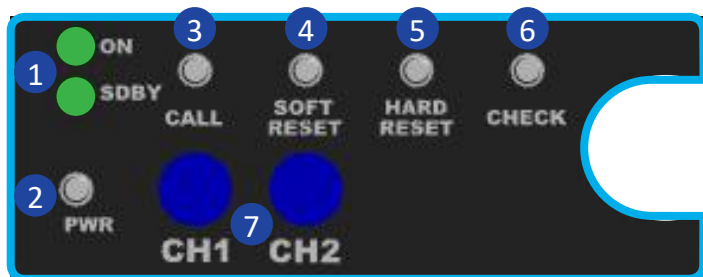 3
4
5
6
1
ON
SDBY
CALL
SOFT
RESET
HARD
RESET
CHECK
2
PWR
7
CH1
CH2